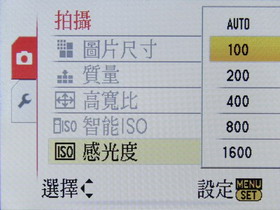 拍攝
圖片尺寸
質量
高寬比
ISO 智能ISO
ISO 感光度
AUTO
100
200
400
800
1600
選擇
設定 MENU
SET